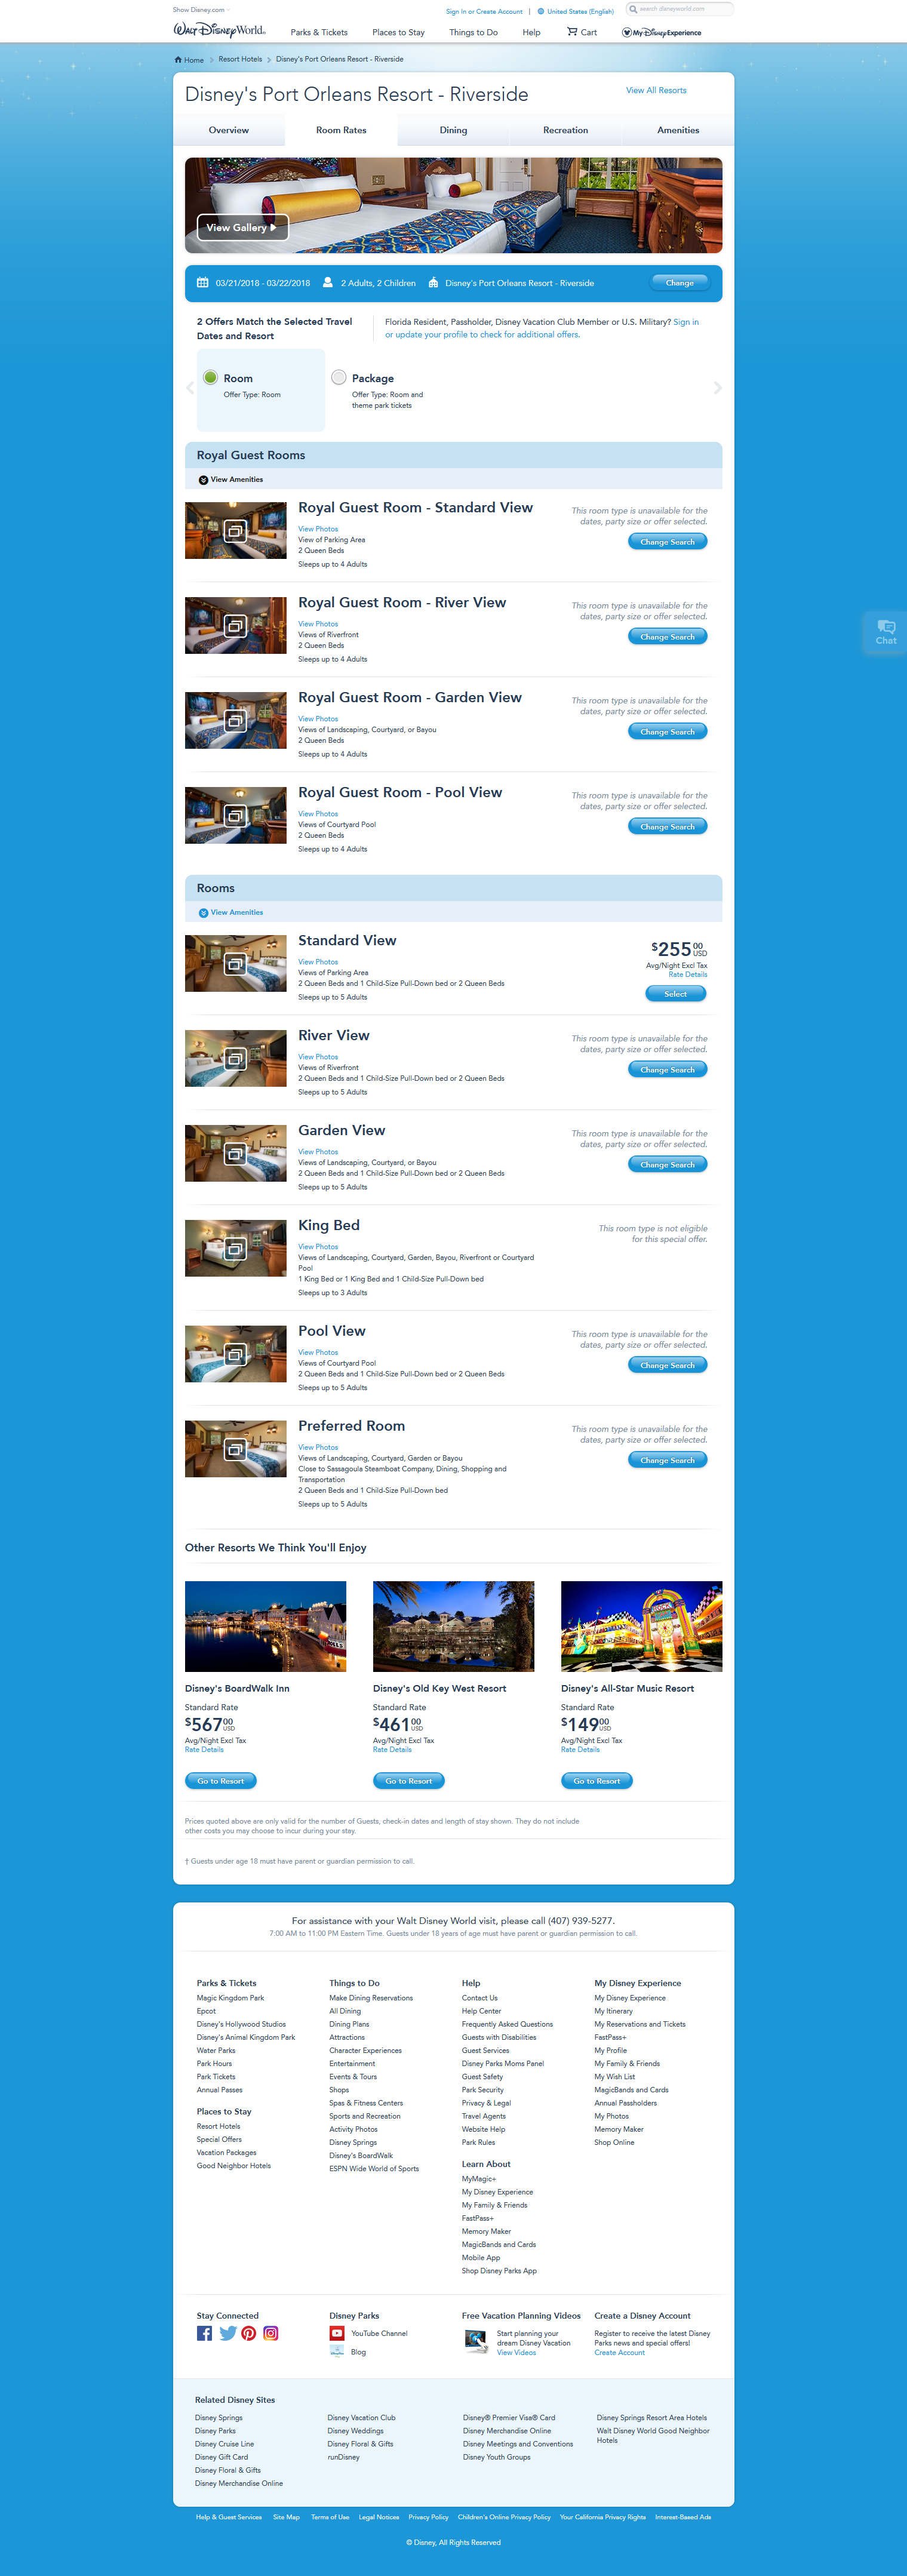 Show Disney.com
Sign In or Create Account | United States (English)
search disneyworld.com
Walt Disney World
Parks & Tickets
Places to Stay
Things to Do
Help
Cart
My Disney Experience
Home
Resort Hotels
Disney's Port Orleans Resort - Riverside
Disney's Port Orleans Resort - Riverside
View All Resorts
Overview
Room Rates
Dining
Recreation
Amenities
View Gallery
03/21/2018 - 03/22/2018
2 Adults, 2 Children
Disney's Port Orleans Resort - Riverside
Change
2 Offers Match the Selected Travel
Dates and Resort
Florida Resident, Passholder, Disney Vacation Club Member or U.S. Military? Sign in
or update your profile to check for additional offers.
Room
Offer Type: Room
Package
Offer Type: Room and
theme park tickets
Royal Guest Rooms
View Amenities
Royal Guest Room - Standard View
View Photos
View of Parking Area
2 Queen Beds
Sleeps up to 4 Adults
This room type is unavailable for the
dates, party size or offer selected.
Change Search
Royal Guest Room - River View
View Photos
Views of Riverfront
2 Queen Beds
Sleeps up to 4 Adults
This room type is unavailable for the
dates, party size or offer selected.
Change Search
Chat
Royal Guest Room - Garden View
View Photos
Views of Landscaping, Courtyard, or Bayou
2 Queen Beds
Sleeps up to 4 Adults
This room type is unavailable for the
dates, party size or offer selected.
Change Search
Royal Guest Room - Pool View
View Photos
Views of Courtyard Pool
2 Queen Beds
Sleeps up to 4 Adults
This room type is unavailable for the
dates, party size or offer selected.
Change Search
Rooms
View Amenities
Standard View
View Photos
Views of Parking Area
2 Queen Beds and 1 Child-Size Pull-Down bed or 2 Queen Beds
Sleeps up to 5 Adults
$255 00 USD
Avg/Night Excl Tax
Rate Details
Select
River View
View Photos
Views of Riverfront
2 Queen Beds and 1 Child-Size Pull-Down bed or 2 Queen Beds
Sleeps up to 5 Adults
This room type is unavailable for the
dates, party size or offer selected.
Change Search
Garden View
View Photos
Views of Landscaping, Courtyard, or Bayou
2 Queen Beds and 1 Child-Size Pull-Down bed or 2 Queen Beds
Sleeps up to 5 Adults
This room type is unavailable for the
dates, party size or offer selected.
Change Search
King Bed
View Photos
Views of Landscaping, Courtyard, Garden, Bayou, Riverfront or Courtyard
Pool
1 King Bed or 1 King Bed and 1 Child-Size Pull-Down bed
Sleeps up to 3 Adults
This room type is not eligible
for this special offer.
Pool View
View Photos
Views of Courtyard Pool
2 Queen Beds and 1 Child-Size Pull-Down bed or 2 Queen Beds
Sleeps up to 5 Adults
This room type is unavailable for the
dates, party size or offer selected.
Change Search
Preferred Room
View Photos
Views of Landscaping, Courtyard, Garden or Bayou
Close to Sassagoula Steamboat Company, Dining, Shopping and
Transportation
2 Queen Beds and 1 Child-Size Pull-Down bed
Sleeps up to 5 Adults
This room type is unavailable for the
dates, party size or offer selected.
Change Search
Other Resorts We Think You'll Enjoy
Disney's BoardWalk Inn
Standard Rate
$567 00 USD
Avg/Night Excl Tax
Rate Details
Go to Resort
Disney's Old Key West Resort
Standard Rate
$461 00 USD
Avg/Night Excl Tax
Rate Details
Go to Resort
Disney's All-Star Music Resort
Standard Rate
$149 00 USD
Avg/Night Excl Tax
Rate Details
Go to Resort
Prices quoted above are only valid for the number of Guests, check-in dates and length of stay shown. They do not include
other costs you may choose to incur during your stay.
† Guests under age 18 must have parent or guardian permission to call.
For assistance with your Walt Disney World visit, please call (407) 939-5277.
7:00 AM to 11:00 PM Eastern Time. Guests under 18 years of age must have parent or guardian permission to call.
Parks & Tickets
Magic Kingdom Park
Epcot
Disney's Hollywood Studios
Disney's Animal Kingdom Park
Water Parks
Park Hours
Park Tickets
Annual Passes
Places to Stay
Resort Hotels
Special Offers
Vacation Packages
Good Neighbor Hotels
Things to Do
Make Dining Reservations
All Dining
Dining Plans
Attractions
Character Experiences
Entertainment
Events & Tours
Shops
Spas & Fitness Centers
Sports and Recreation
Activity Photos
Disney Springs
Disney's BoardWalk
ESPN Wide World of Sports
Help
Contact Us
Help Center
Frequently Asked Questions
Guests with Disabilities
Guest Services
Disney Parks Moms Panel
Guest Safety
Park Security
Privacy & Legal
Travel Agents
Website Help
Park Rules
Learn About
MyMagic+
My Disney Experience
My Family & Friends
FastPass+
Memory Maker
MagicBands and Cards
Mobile App
Shop Disney Parks App
My Disney Experience
My Disney Experience
My Itinerary
My Reservations and Tickets
FastPass+
My Profile
My Family & Friends
My Wish List
MagicBands and Cards
Annual Passholders
My Photos
Memory Maker
Shop Online
Stay Connected
Disney Parks
YouTube Channel
Blog
Free Vacation Planning Videos
Start planning your
dream Disney Vacation
View Videos
Create a Disney Account
Register to receive the latest Disney
Parks news and special offers!
Create Account
Related Disney Sites
Disney Springs
Disney Parks
Disney Cruise Line
Disney Gift Card
Disney Floral & Gifts
Disney Merchandise Online
Disney Vacation Club
Disney Weddings
Disney Floral & Gifts
runDisney
Disney® Premier Visa® Card
Disney Merchandise Online
Disney Meetings and Conventions
Disney Youth Groups
Disney Springs Resort Area Hotels
Walt Disney World Good Neighbor
Hotels
Help & Guest Services
Site Map
Terms of Use
Legal Notices
Privacy Policy
Children's Online Privacy Policy
Your California Privacy Rights
Interest-Based Ads
© Disney, All Rights Reserved